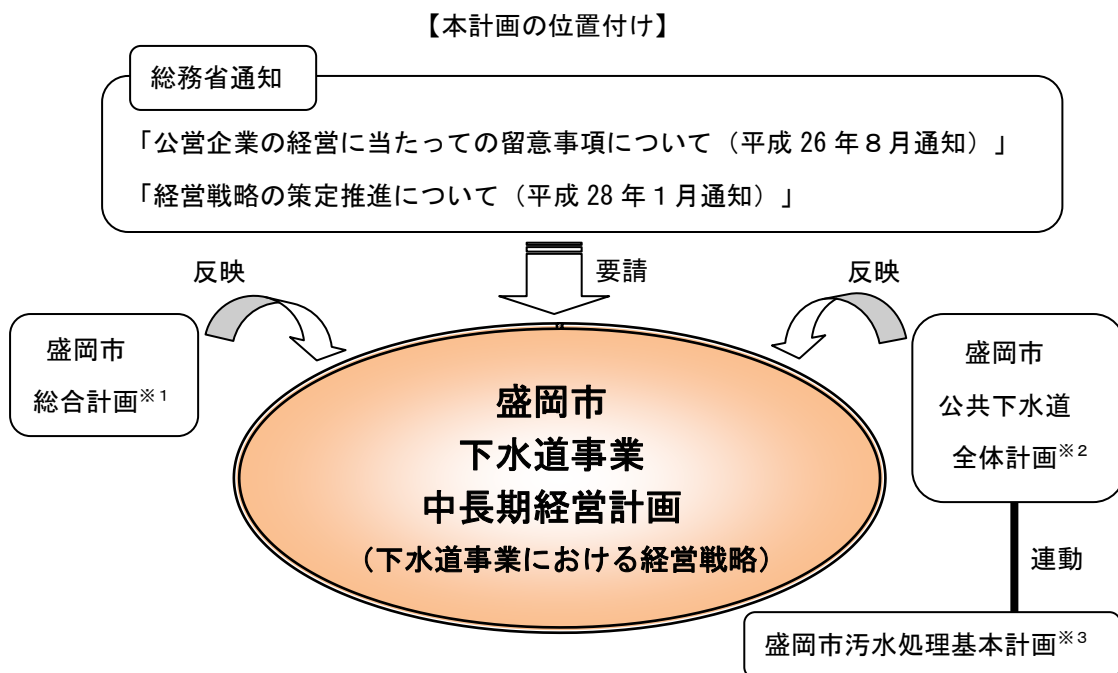 【本計画の位置付け】
総務省通知
「公営企業の経営に当たっての留意事項について（平成 26 年８月通知）」
「経営戦略の策定推進について（平成 28 年１月通知）」
反映
要請
反映
盛岡市
総合計画※1
盛岡市
下水道事業
中長期経営計画
（下水道事業における経営戦略）
盛岡市
公共下水道
全体計画※2
連動
盛岡市汚水処理基本計画※3